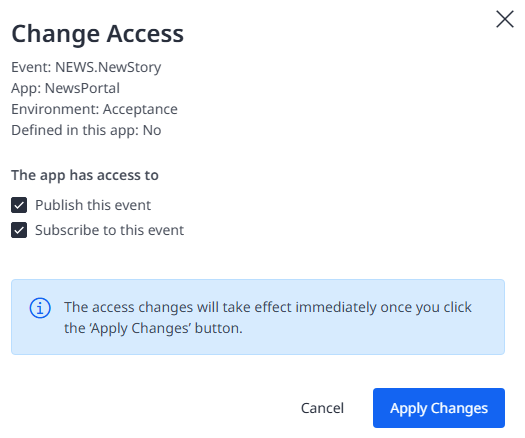 Change Access
Event: NEWS.NewStory
App: NewsPortal
Environment: Acceptance
Defined in this app: No
The app has access to
Publish this event
Subscribe to this event
The access changes will take effect immediately once you click
the ‘Apply Changes’ button.
Cancel
Apply Changes